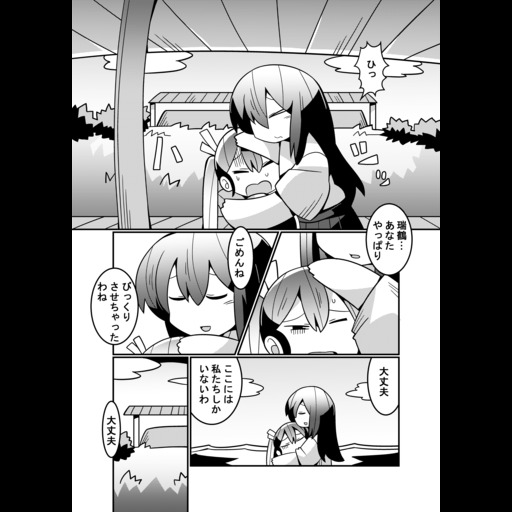 ひっ
瑞鶴…
あなた
やっぱり
ごめんね
びっくり
させちゃった
わね
大丈夫
ここには
私たちしか
いないわ
大丈夫